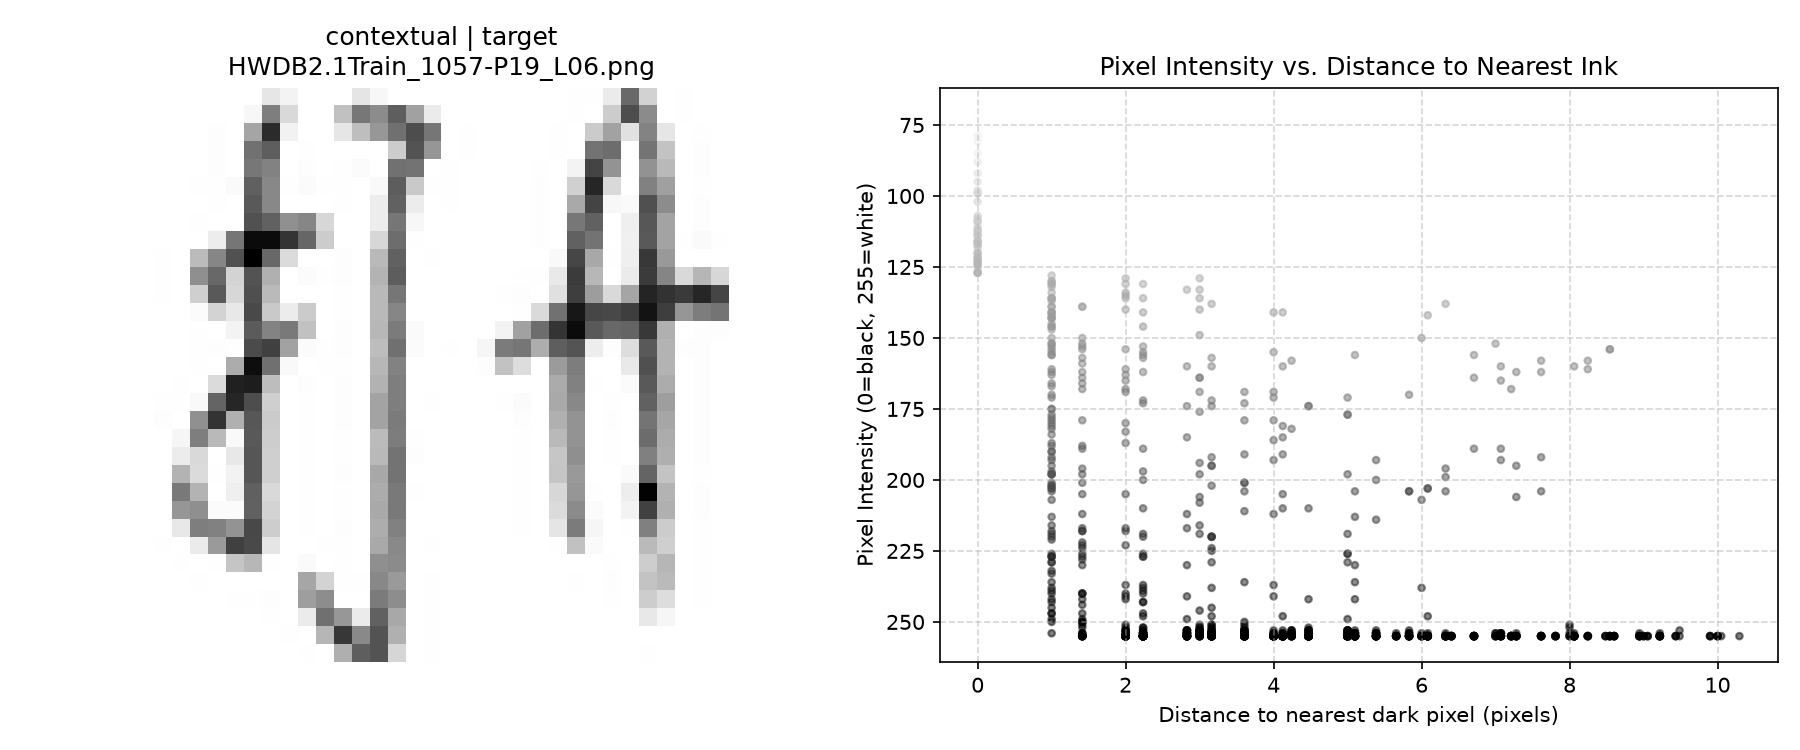 contextual | target
HWDB2.1Train_1057-P19_L06.png
Pixel Intensity vs. Distance to Nearest Ink
Pixel Intensity (0=black, 255=white)
75
100
125
150
175
200
225
250
0 2 4 6 8 10
Distance to nearest dark pixel (pixels)